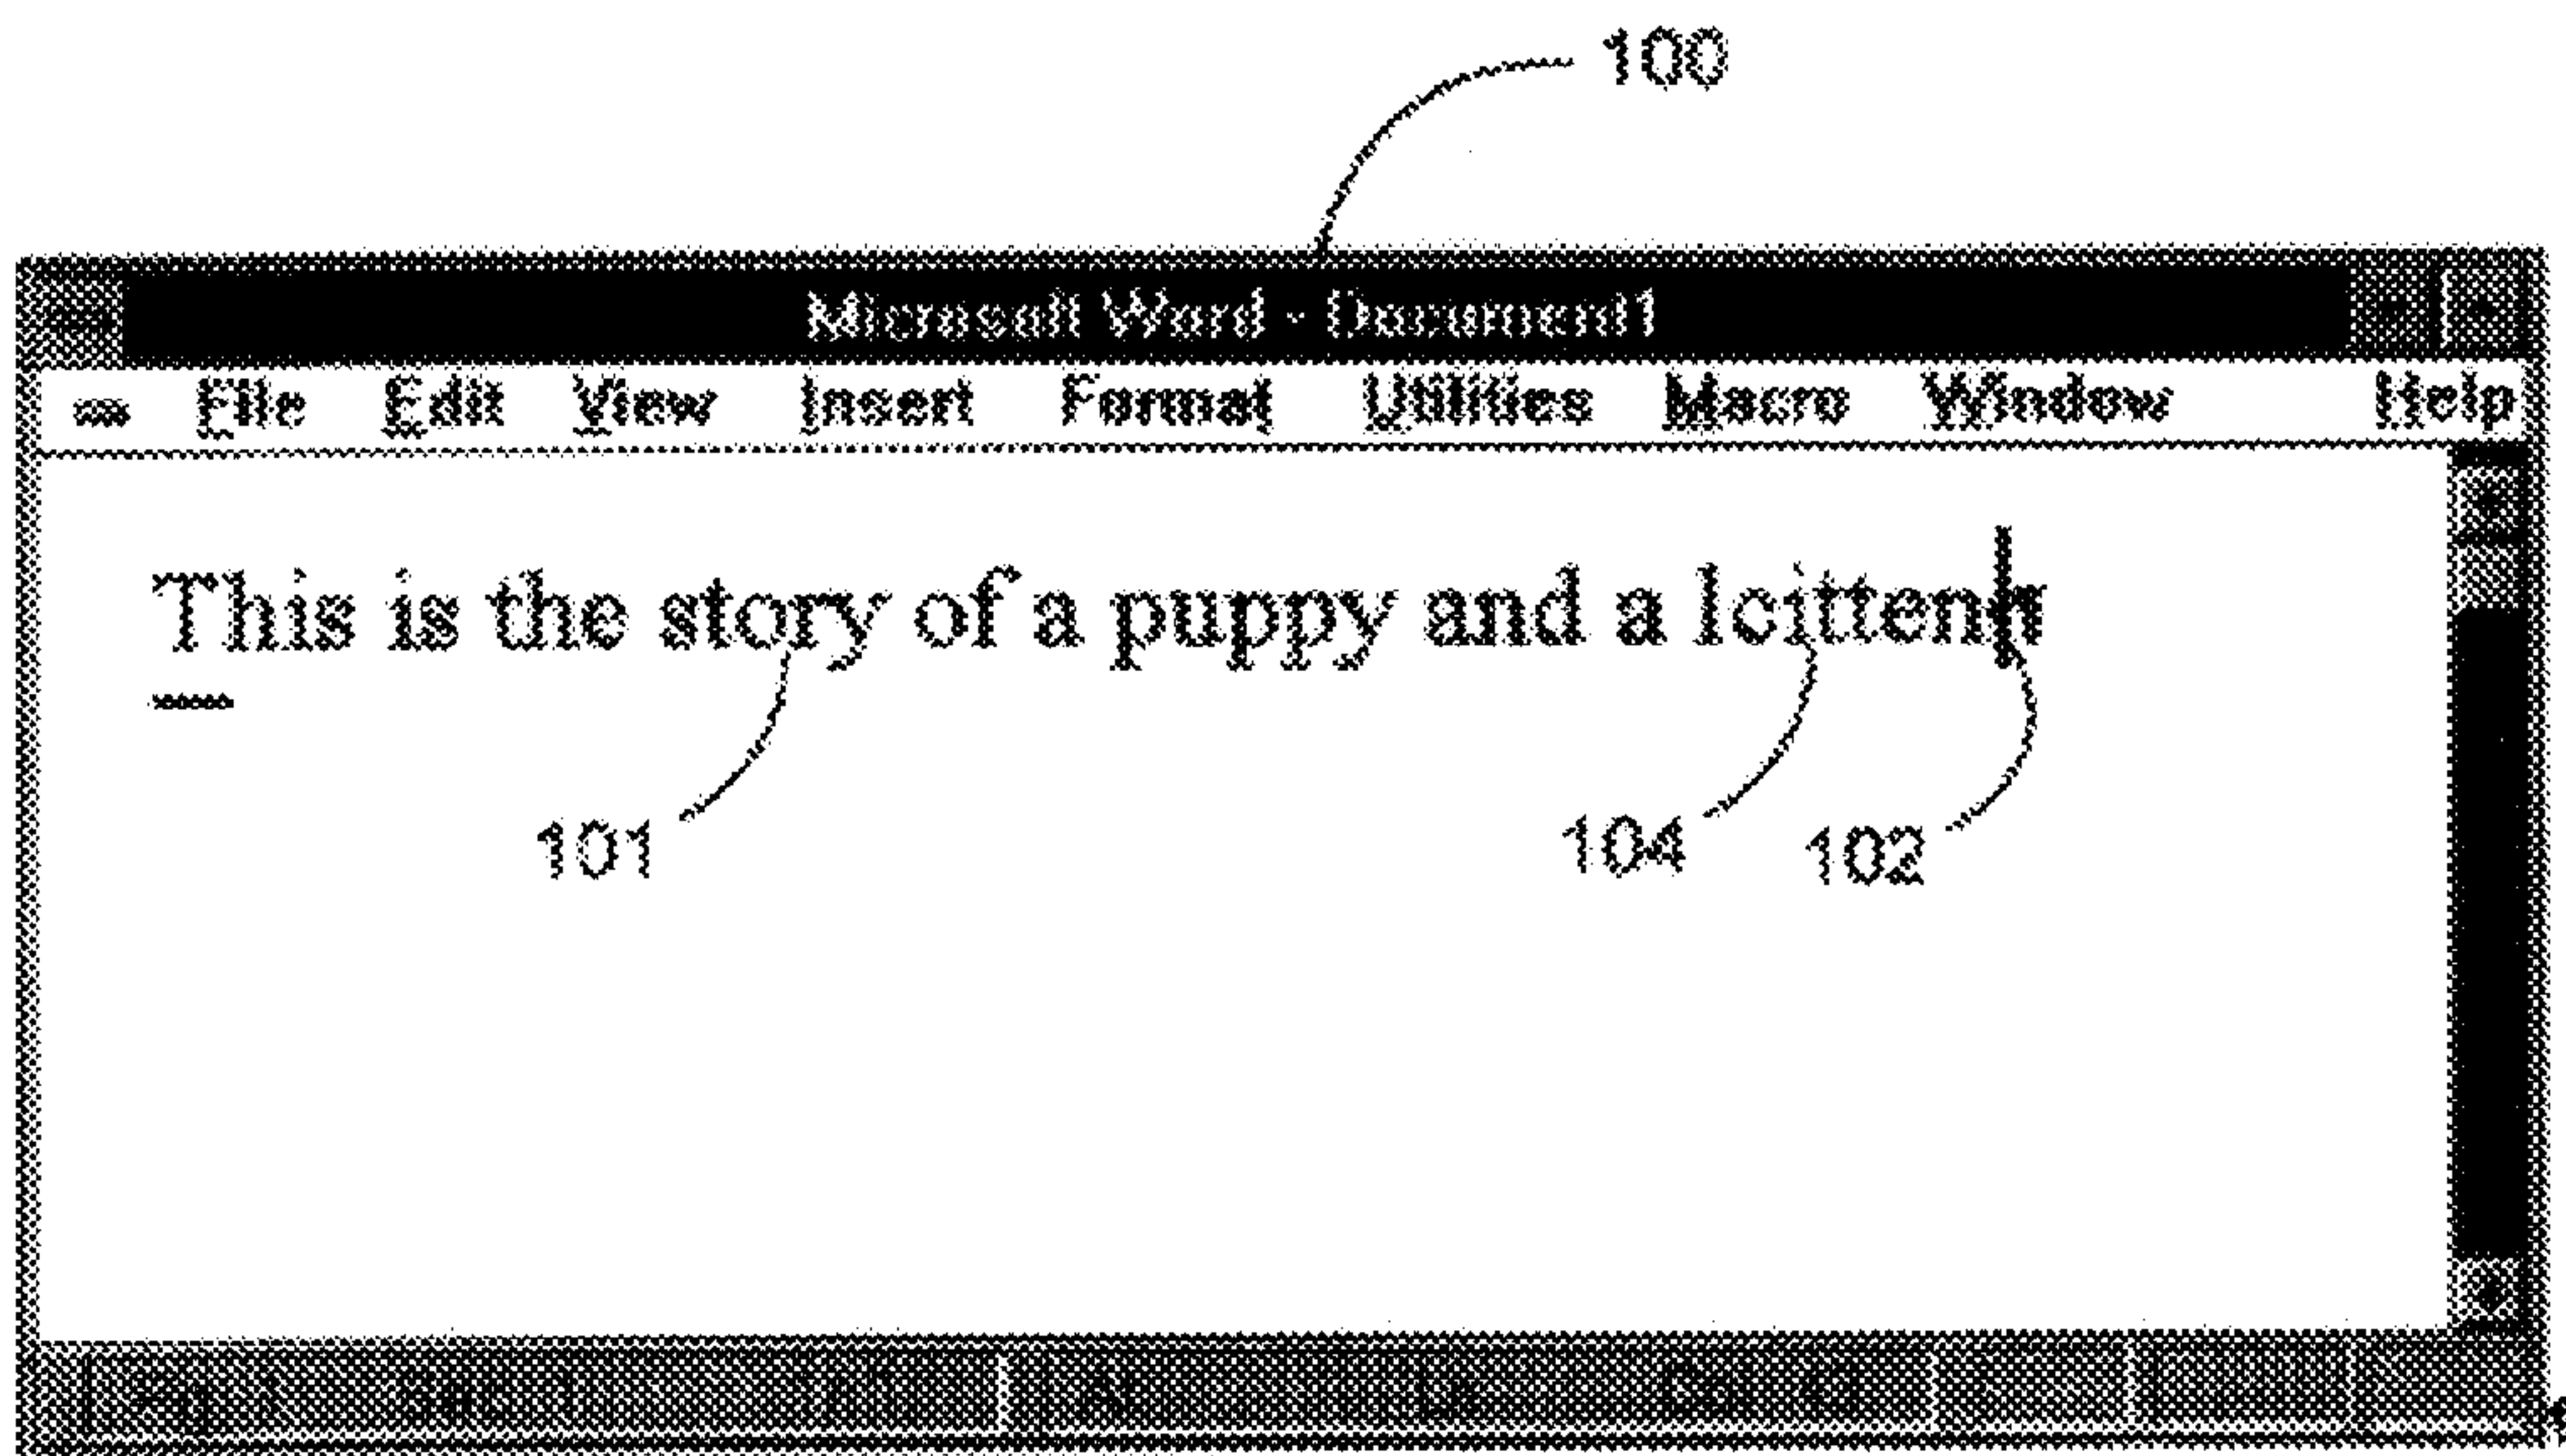 100
Microsoft Word - Document1
File Edit View Insert Format Utilities Macro Window Help
This is the story of a puppy and a lcitten
101 104 102